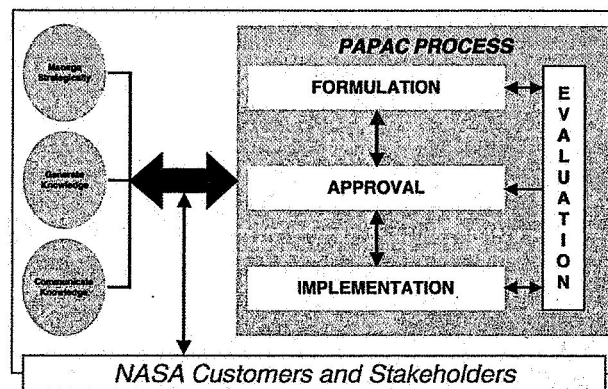 PAPAC PROCESS
Manage
Strategically
FORMULATION
Generate
Knowledge
APPROVAL
Communicate
Knowledge
IMPLEMENTATION
EVALUATION
NASA Customers and Stakeholders